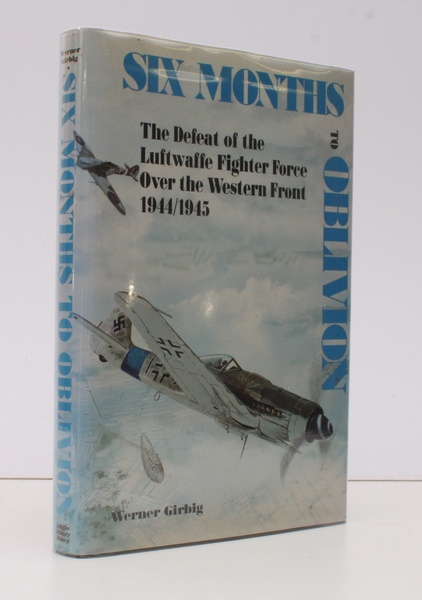 SIX MONTHS
TO OBLIVION
The Defeat of the
Luftwaffe Fighter Force
Over the Western Front
1944/1945
Werner Girbig
Werner
Girbig
SIX MONTHS TO OBLIVION